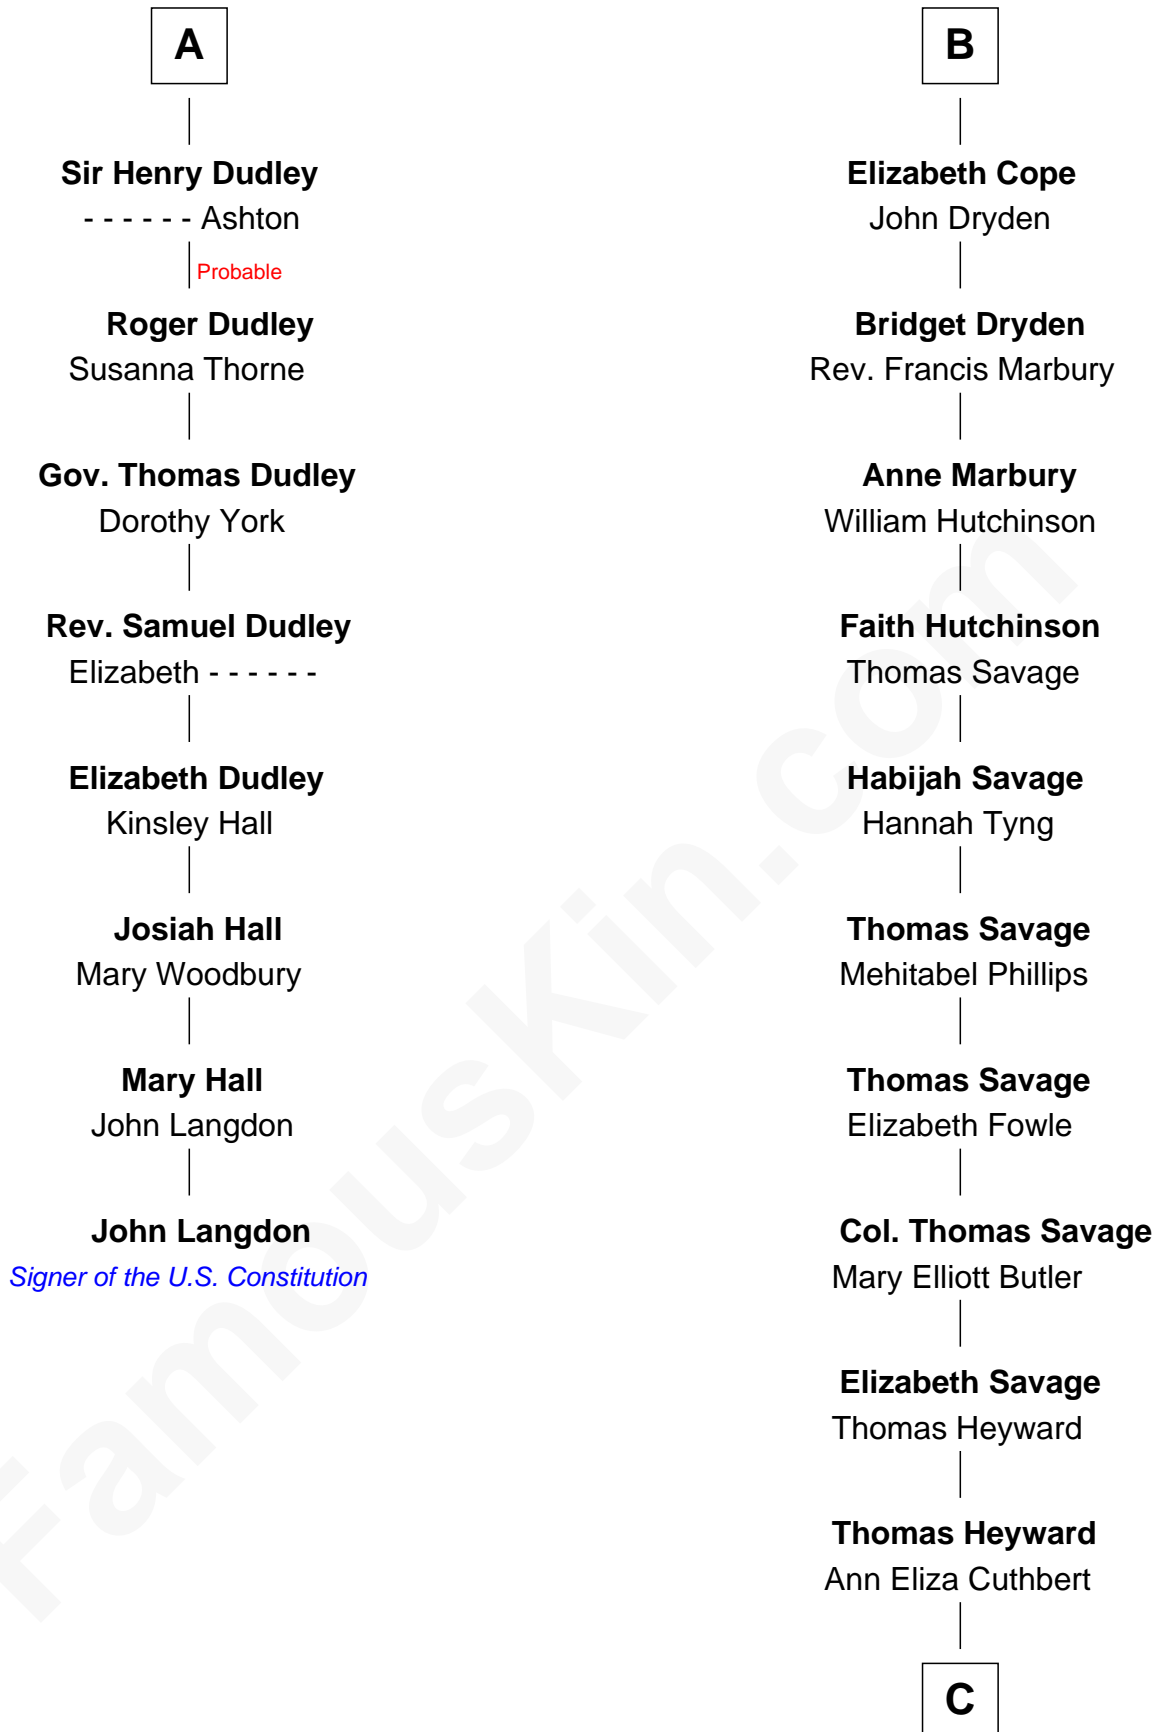 A
Sir Henry Dudley
- - - - - - Ashton
Probable
Roger Dudley
Susanna Thorne
Gov. Thomas Dudley
Dorothy York
Rev. Samuel Dudley
Elizabeth - - - - - -
Elizabeth Dudley
Kinsley Hall
Josiah Hall
Mary Woodbury
Mary Hall
John Langdon
John Langdon
Signer of the U.S. Constitution
B
Elizabeth Cope
John Dryden
Bridget Dryden
Rev. Francis Marbury
Anne Marbury
William Hutchinson
Faith Hutchinson
Thomas Savage
Habijah Savage
Hannah Tyng
Thomas Savage
Mehitabel Phillips
Thomas Savage
Elizabeth Fowle
Col. Thomas Savage
Mary Elliott Butler
Elizabeth Savage
Thomas Heyward
Thomas Heyward
Ann Eliza Cuthbert
C
FamousKin.com